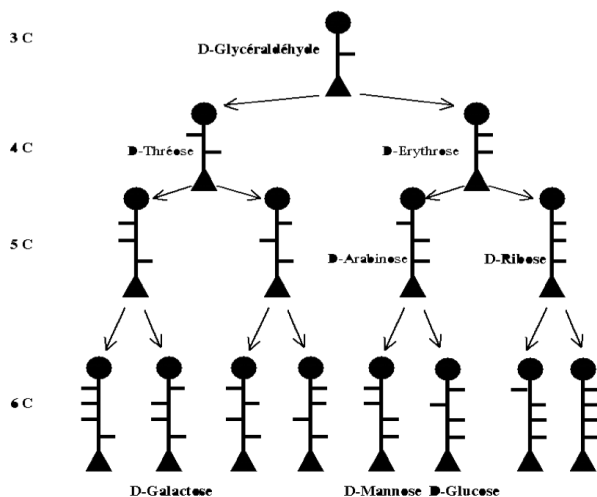 3 C
D-Glycéraldéhyde
4 C
D-Thréose
D-Erythrose
5 C
D-Arabinose
D-Ribose
6 C
D-Galactose
D-Mannose
D-Glucose